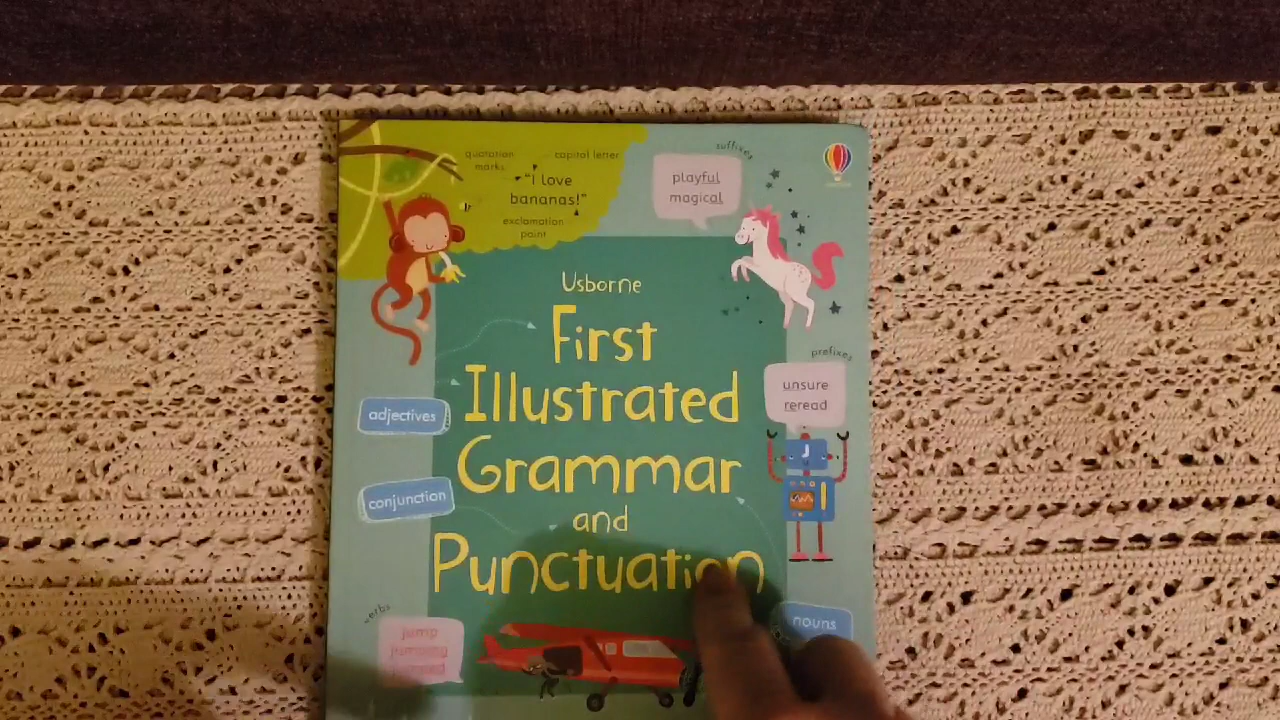 quotation
marks
capital letter
"I love
bananas!"
exclamation
point
suffixes
playful
magical
Usborne
First
Illustrated
Grammar
and
Punctuation
prefixes
unsure
reread
adjectives
conjunction
verbs
jump
jumping
jumped
nouns